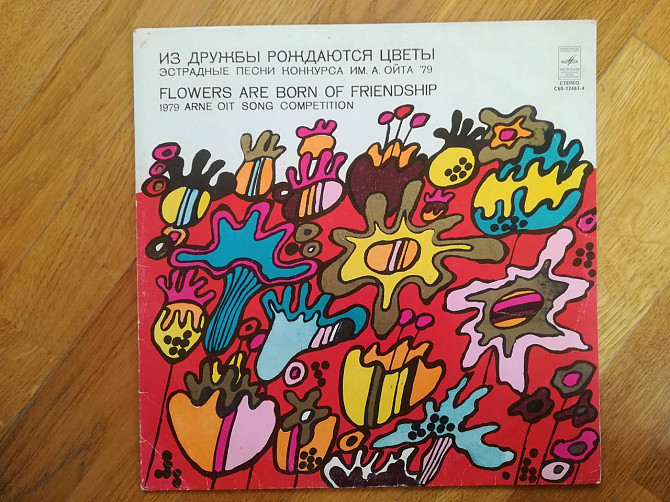 ИЗ ДРУЖБЫ РОЖДАЮТСЯ ЦВЕТЫ
ЭСТРАДНЫЕ ПЕСНИ КОНКУРСА ИМ. А. ОЙТА '79
FLOWERS ARE BORN OF FRIENDSHIP
1979 ARNE OIT SONG COMPETITION
СТЕРЕО
С60-12463-4